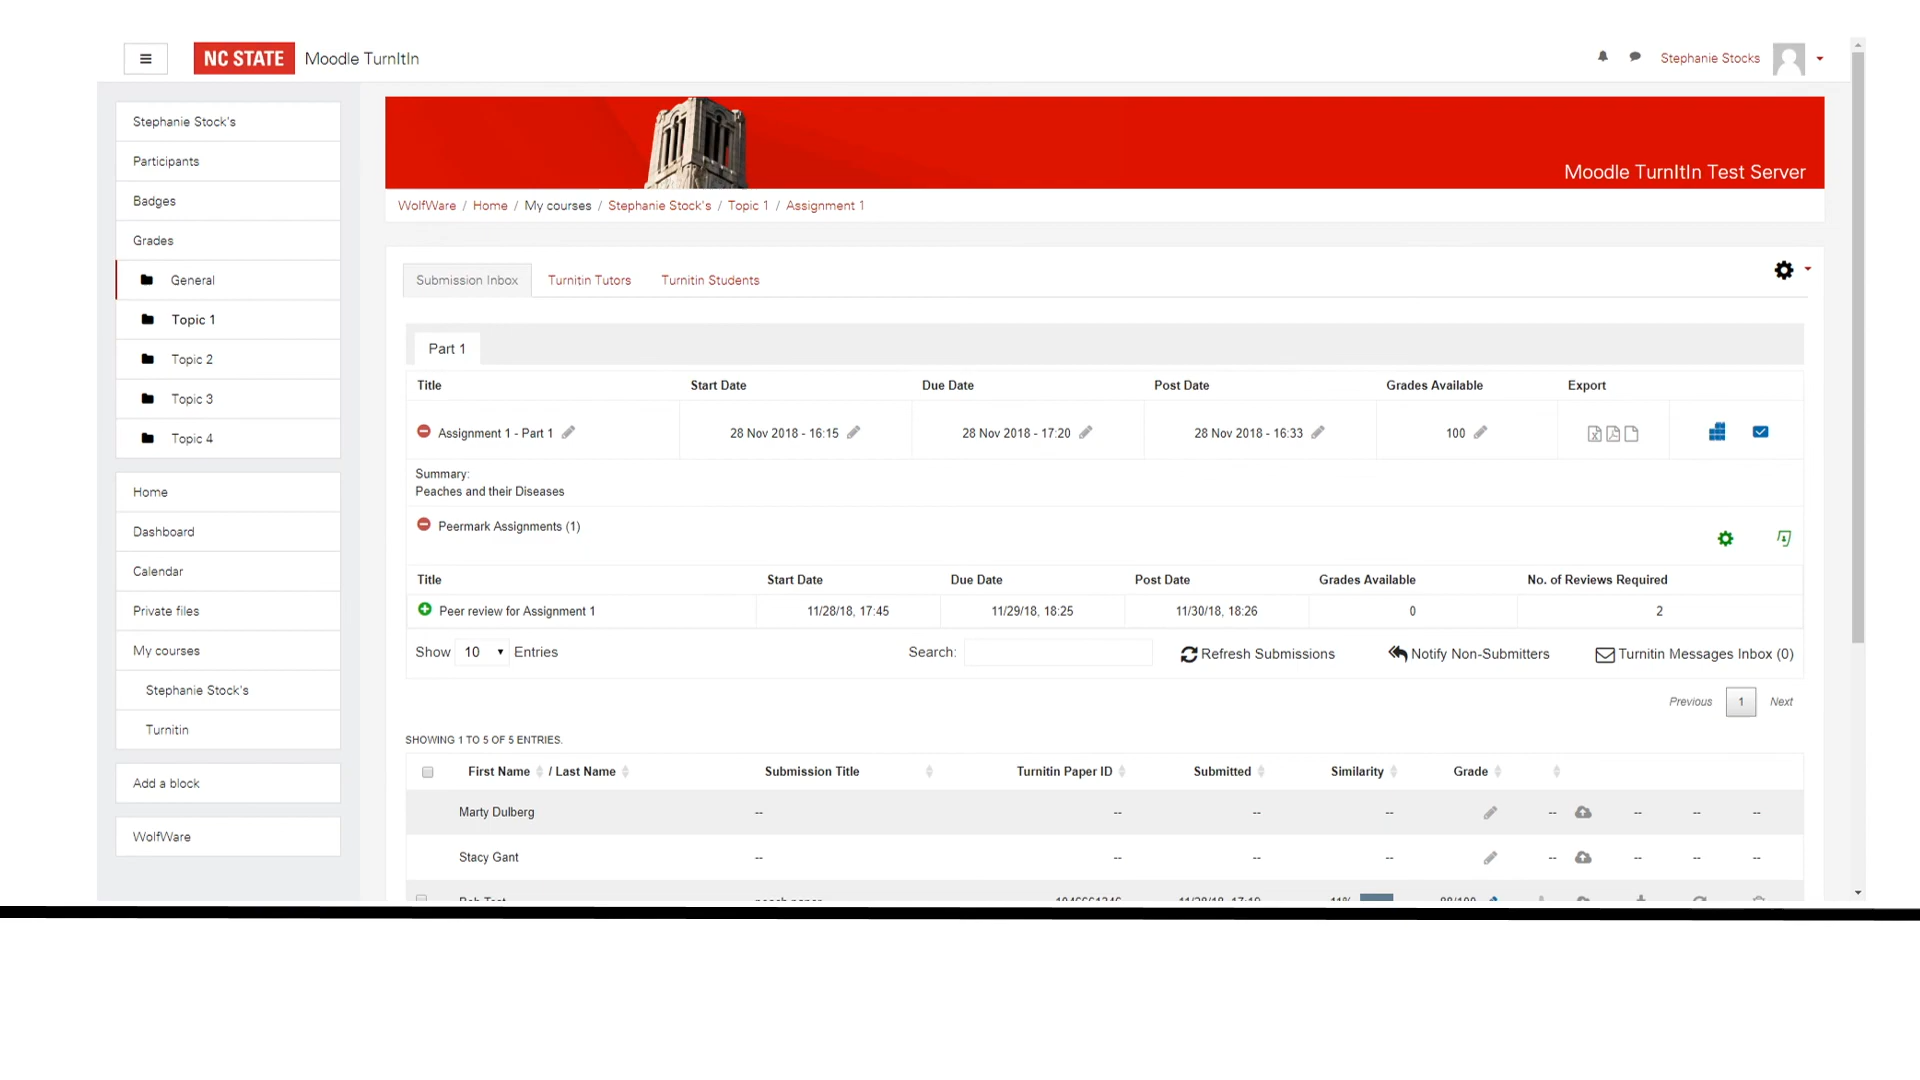 NC STATE Moodle TurnItIn Stephanie Stocks
Stephanie Stock's
Participants
Badges
Grades
General
Topic 1
Topic 2
Topic 3
Topic 4
Home
Dashboard
Calendar
Private files
My courses
Stephanie Stock's
Turnitin
Add a block
WolfWare
Moodle TurnItIn Test Server
WolfWare / Home / My courses / Stephanie Stock's / Topic 1 / Assignment 1
Submission Inbox Turnitin Tutors Turnitin Students
Part 1
Title Start Date Due Date Post Date Grades Available Export
Assignment 1 - Part 1 28 Nov 2018 - 16:15 28 Nov 2018 - 17:20 28 Nov 2018 - 16:33 100
Summary:
Peaches and their Diseases
Peermark Assignments (1)
Title Start Date Due Date Post Date Grades Available No. of Reviews Required
Peer review for Assignment 1 11/28/18, 17:45 11/29/18, 18:25 11/30/18, 18:26 0 2
Show 10 Entries Search: Refresh Submissions Notify Non-Submitters Turnitin Messages Inbox (0)
Previous 1 Next
SHOWING 1 TO 5 OF 5 ENTRIES.
First Name / Last Name Submission Title Turnitin Paper ID Submitted Similarity Grade
Marty Dulberg -- -- -- -- -- -- -- --
Stacy Gant -- -- -- -- -- -- -- --